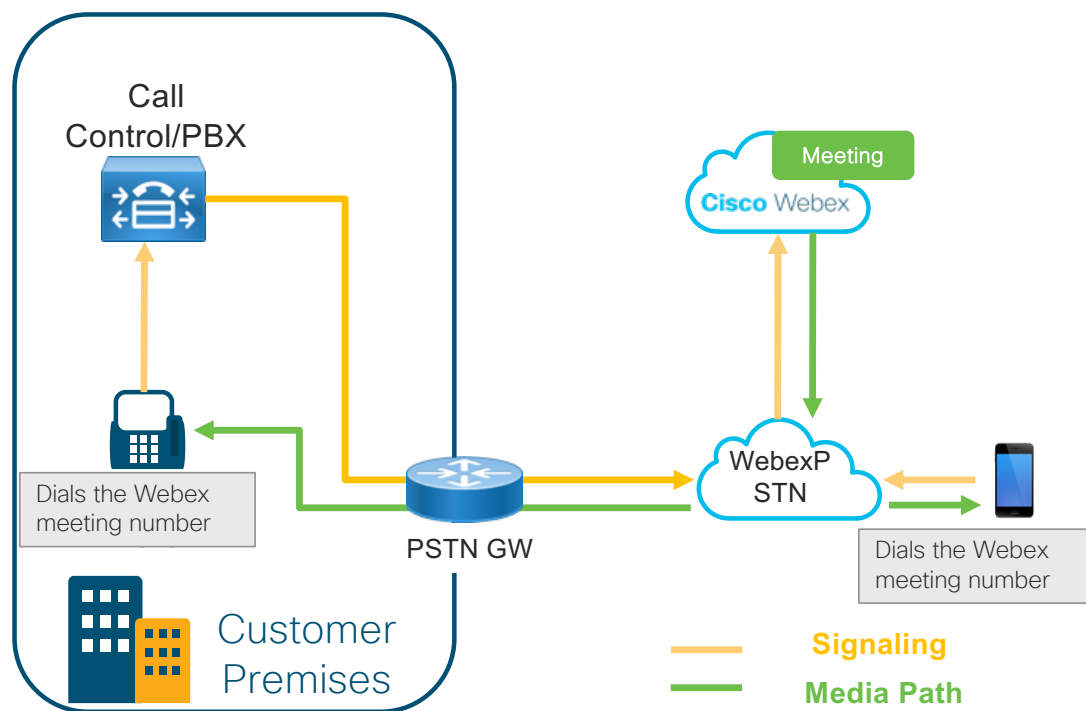 Call
Control/PBX
Meeting
Cisco Webex
WebexP
STN
Dials the Webex
meeting number
PSTN GW
Dials the Webex
meeting number
Customer
Premises
Signaling
Media Path